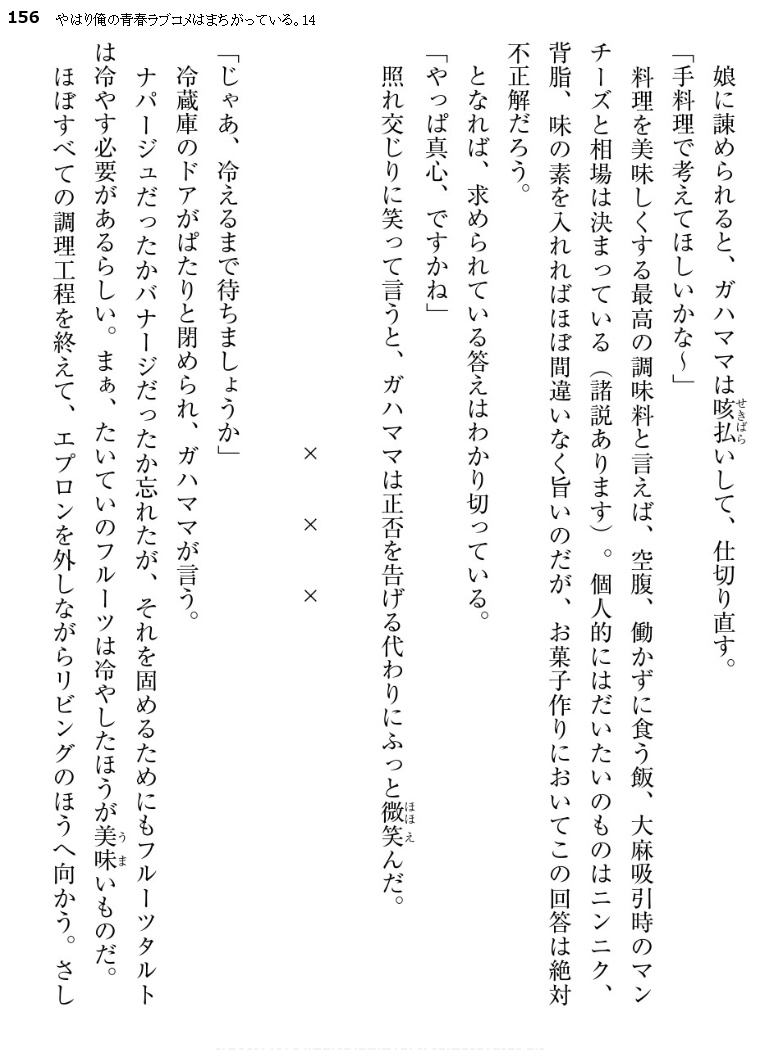 156 やはり俺の青春ラブコメはまちがっている。14
娘に諫められると、ガハママは咳払いして、仕切り直す。
せきばら
「手料理で考えてほしいかな～」
料理を美味しくする最高の調味料と言えば、空腹、働かずに食う飯、大麻吸引時のマン
チーズと相場は決まっている（諸説あります）。個人的にはだいたいのものはニンニク、
背脂、味の素を入れればほぼ間違いなく旨いのだが、お菓子作りにおいてこの回答は絶対
不正解だろう。
となれば、求められている答えはわかり切っている。
「やっぱ真心、ですかね」
照れ交じりに笑って言うと、ガハママは正否を告げる代わりにふっと微笑んだ。
ほほえ
× × ×
「じゃあ、冷えるまで待ちましょうか」
冷蔵庫のドアがぱたりと閉められ、ガハママが言う。
ナパージュだったかバナージだったか忘れたが、それを固めるためにもフルーツタルト
は冷やす必要があるらしい。まぁ、たいていのフルーツは冷やしたほうが美味いものだ。
うま
ほぼすべての調理工程を終えて、エプロンを外しながらリビングのほうへ向かう。さし